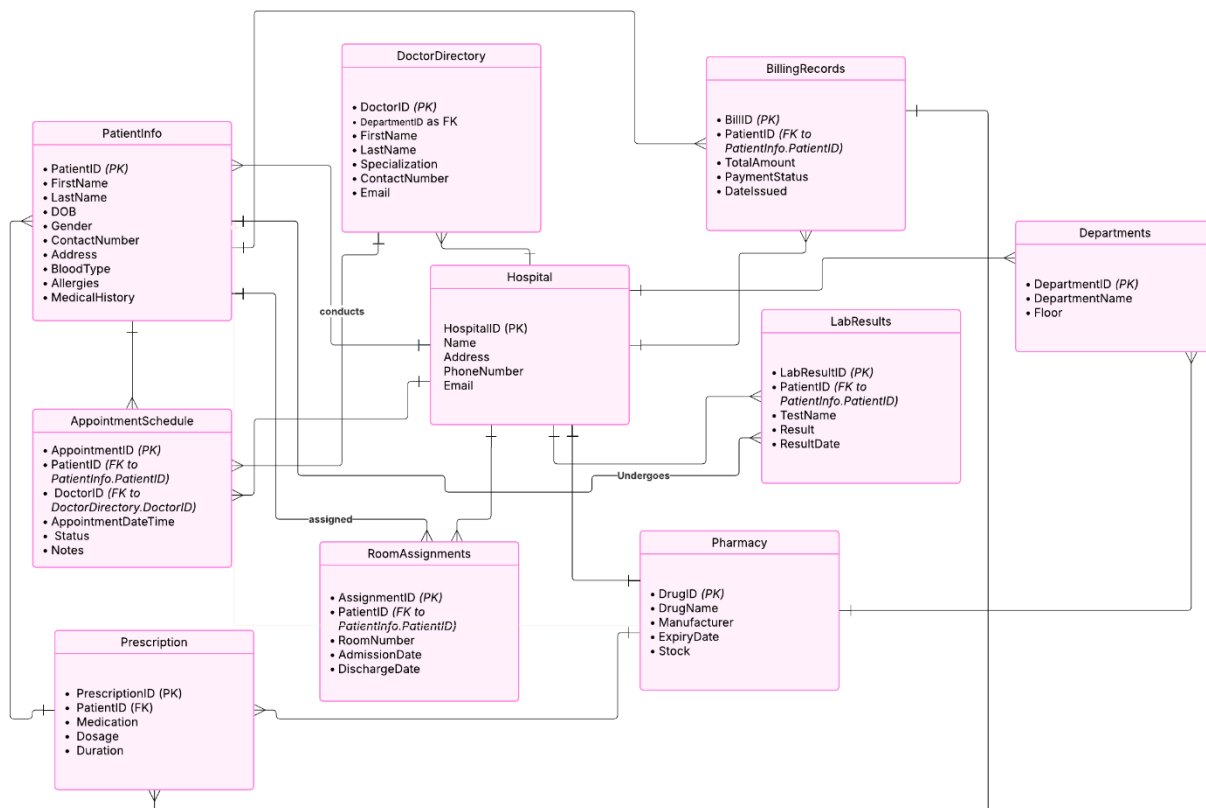 DoctorDirectory
• DoctorID (PK)
• DepartmentID as FK
• FirstName
• LastName
• Specialization
• ContactNumber
• Email
BillingRecords
• BillID (PK)
• PatientID (FK to
PatientInfo.PatientID)
• TotalAmount
• PaymentStatus
• DateIssued
PatientInfo
• PatientID (PK)
• FirstName
• LastName
• DOB
• Gender
• ContactNumber
• Address
• BloodType
• Allergies
• MedicalHistory
Departments
• DepartmentID (PK)
• DepartmentName
• Floor
Hospital
HospitalID (PK)
Name
Address
PhoneNumber
Email
conducts
LabResults
• LabResultID (PK)
• PatientID (FK to
PatientInfo.PatientID)
• TestName
• Result
• ResultDate
AppointmentSchedule
• AppointmentID (PK)
• PatientID (FK to
PatientInfo.PatientID)
• DoctorID (FK to
DoctorDirectory.DoctorID)
• AppointmentDateTime
• Status
• Notes
Undergoes
assigned
RoomAssignments
• AssignmentID (PK)
• PatientID (FK to
PatientInfo.PatientID}
• RoomNumber
• AdmissionDate
• DischargeDate
Pharmacy
• DrugID (PK)
• DrugName
• Manufacturer
• ExpiryDate
• Stock
Prescription
• PrescriptionID (PK)
• PatientID (FK)
• Medication
• Dosage
• Duration